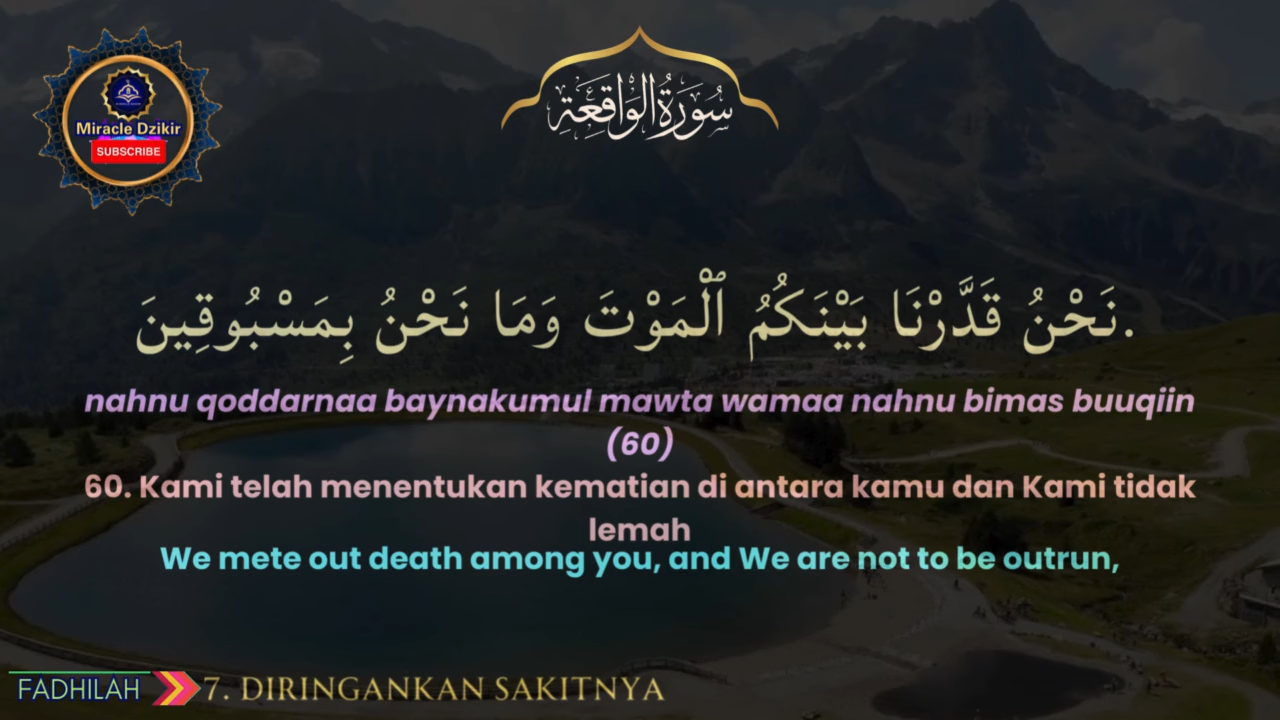 Miracle Dzikir
SUBSCRIBE
سُورَةُ الْوَاقِعَةِ
نَحْنُ قَدَّرْنَا بَيْنَكُمُ ٱلْمَوْتَ وَمَا نَحْنُ بِمَسْبُوقِينَ.
nahnu qoddarnaa baynakumul mawta wamaa nahnu bimas buuqiin
(60)
60. Kami telah menentukan kematian di antara kamu dan Kami tidak
lemah
We mete out death among you, and We are not to be outrun,
FADHILAH
7. DIRINGANKAN SAKITNYA